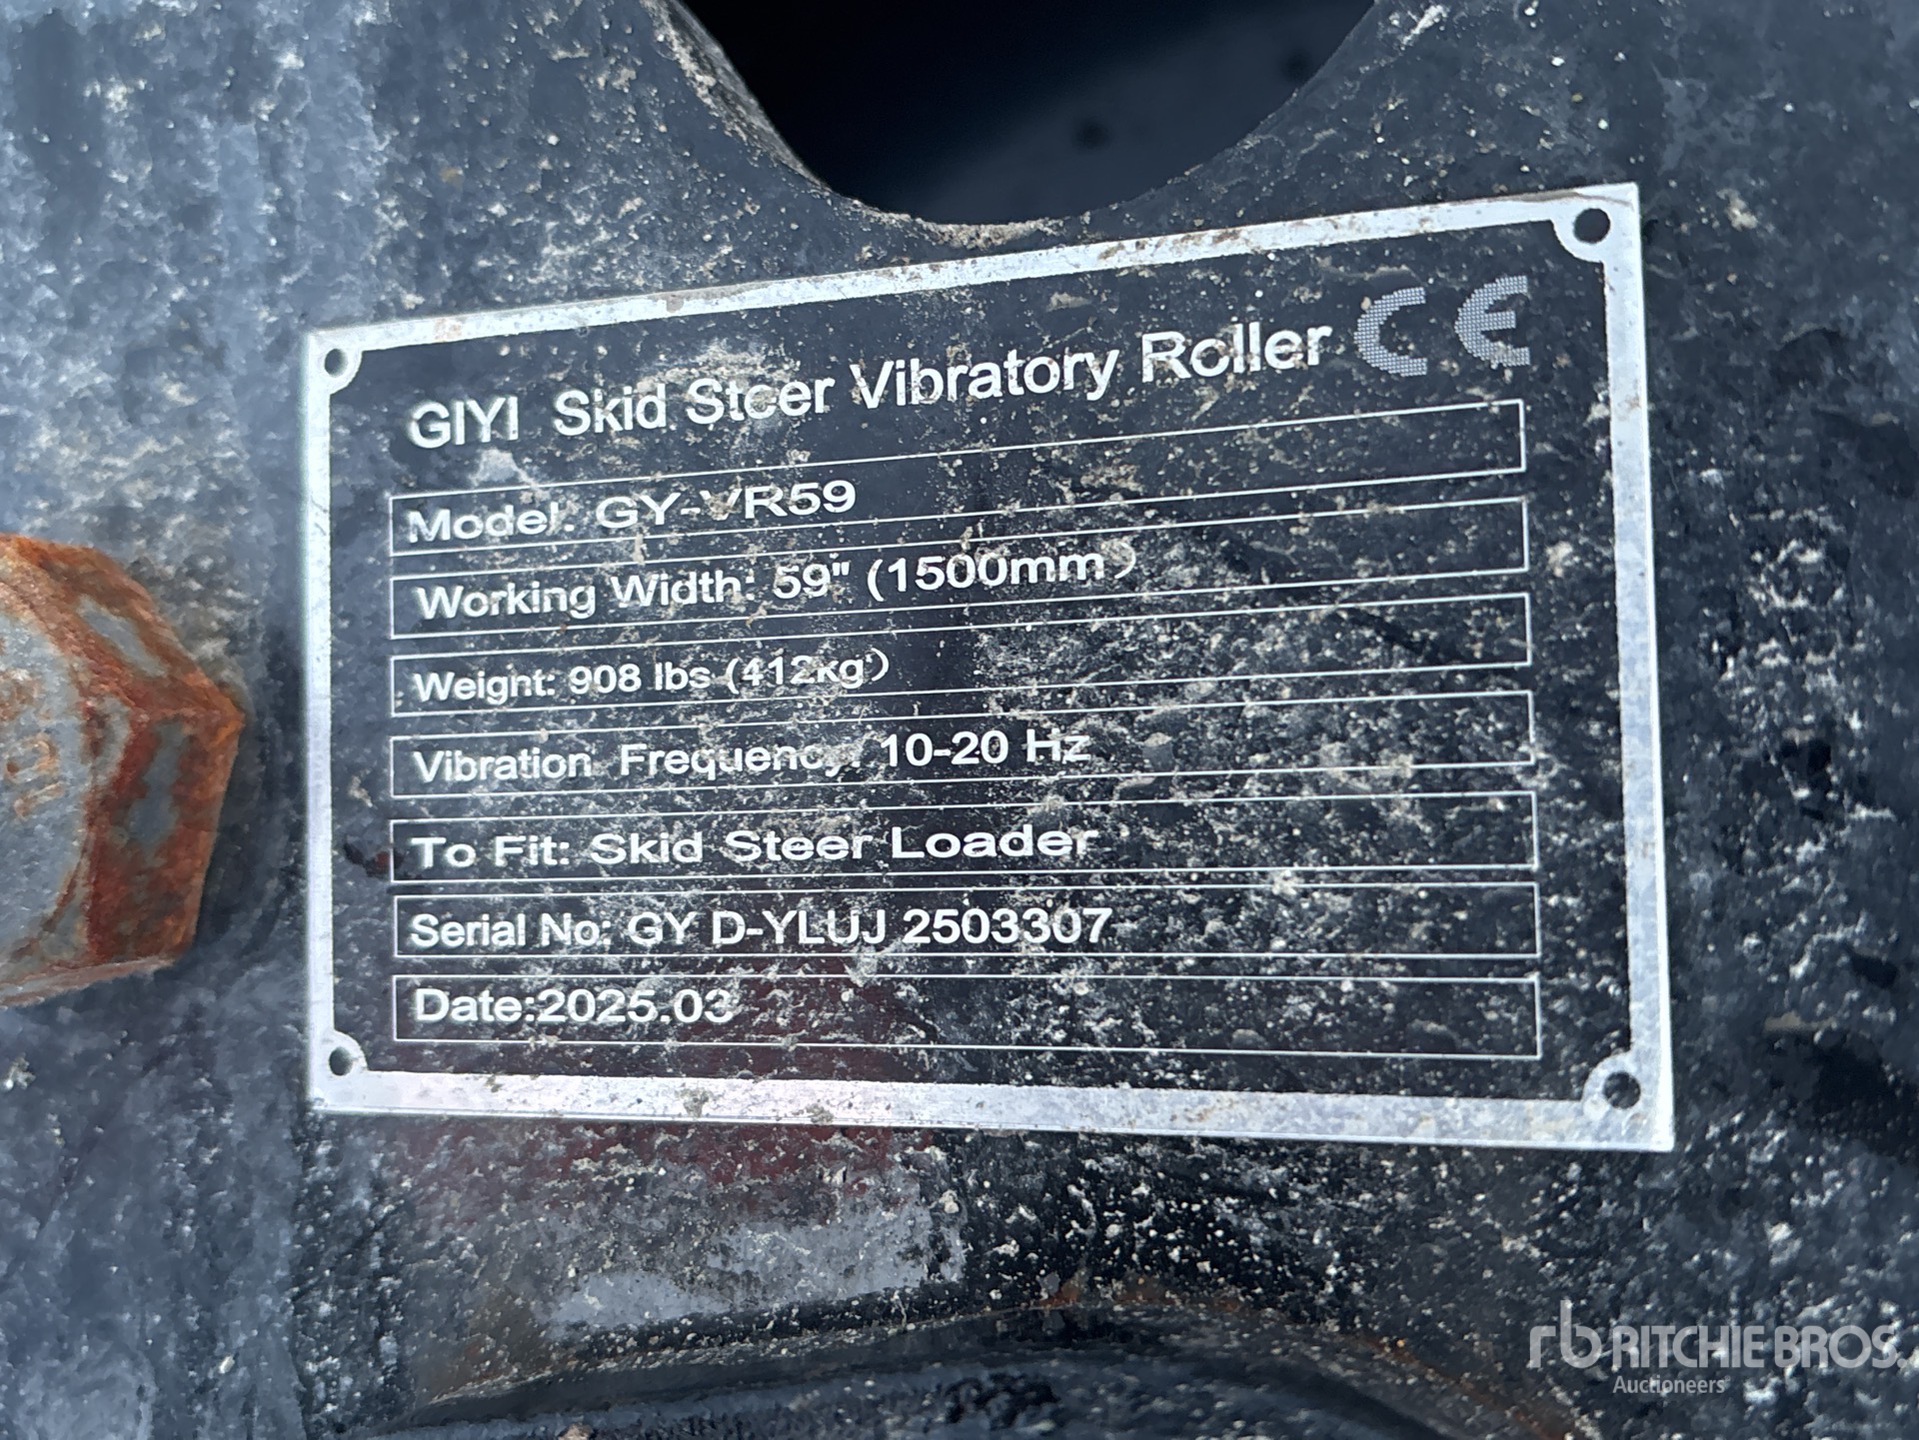 GIYI Skid Steer Vibratory Roller CE
Model: GY-VR59
Working Width: 59" (1500mm)
Weight: 908 lbs (412kg)
Vibration Frequency: 10-20 Hz
To Fit: Skid Steer Loader
Serial No: GY D-YLUJ 2503307
Date:2025.03
rb RITCHIE BROS.
Auctioneers